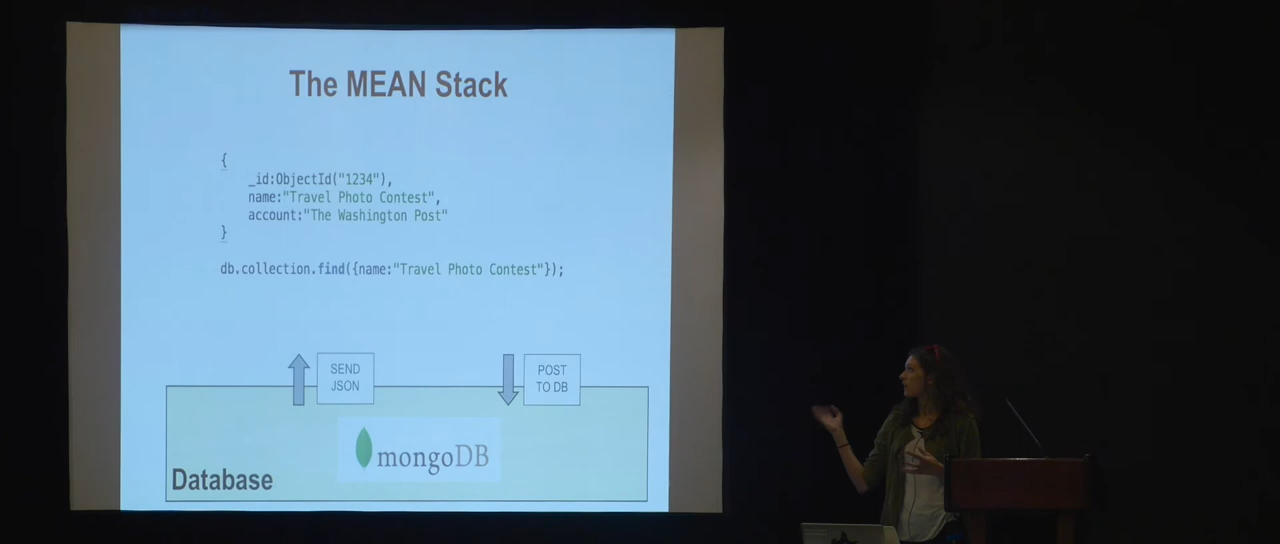 The MEAN Stack
{
_id:ObjectId("1234"),
name:"Travel Photo Contest",
account:"The Washington Post"
}
db.collection.find({name:"Travel Photo Contest"});
SEND
JSON
POST
TO DB
mongoDB
Database